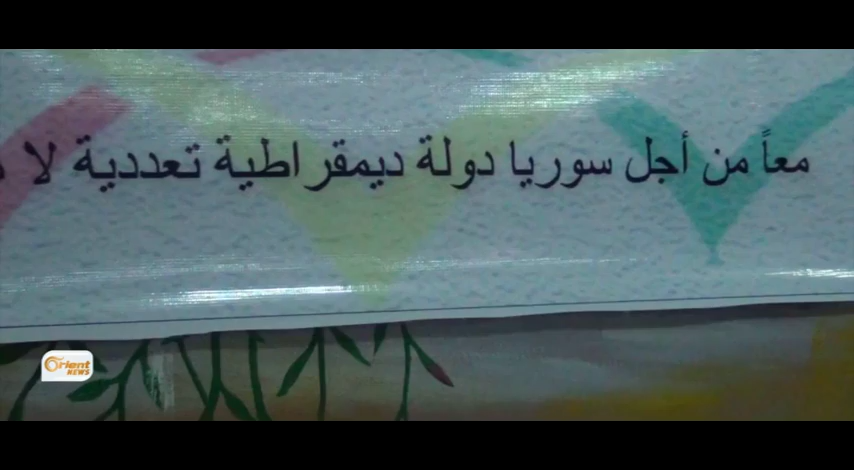 معاً من أجل سوريا دولة ديمقراطية تعددية لا
Orient
NEWS